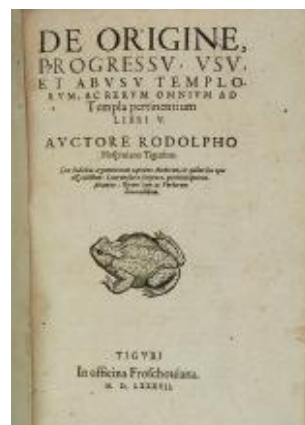 DE ORIGINE,
PROGRESSV, VSV,
ET ABVSV TEMPLO-
RVM, AC RERVM OMNIVM AD
Templa pertinentium
LIBRI V.
AVCTORE RODOLPHO
Hospiniano Tigurino.
TIGVRI
In officina Froschouiana.
M. D. LXXXVII.